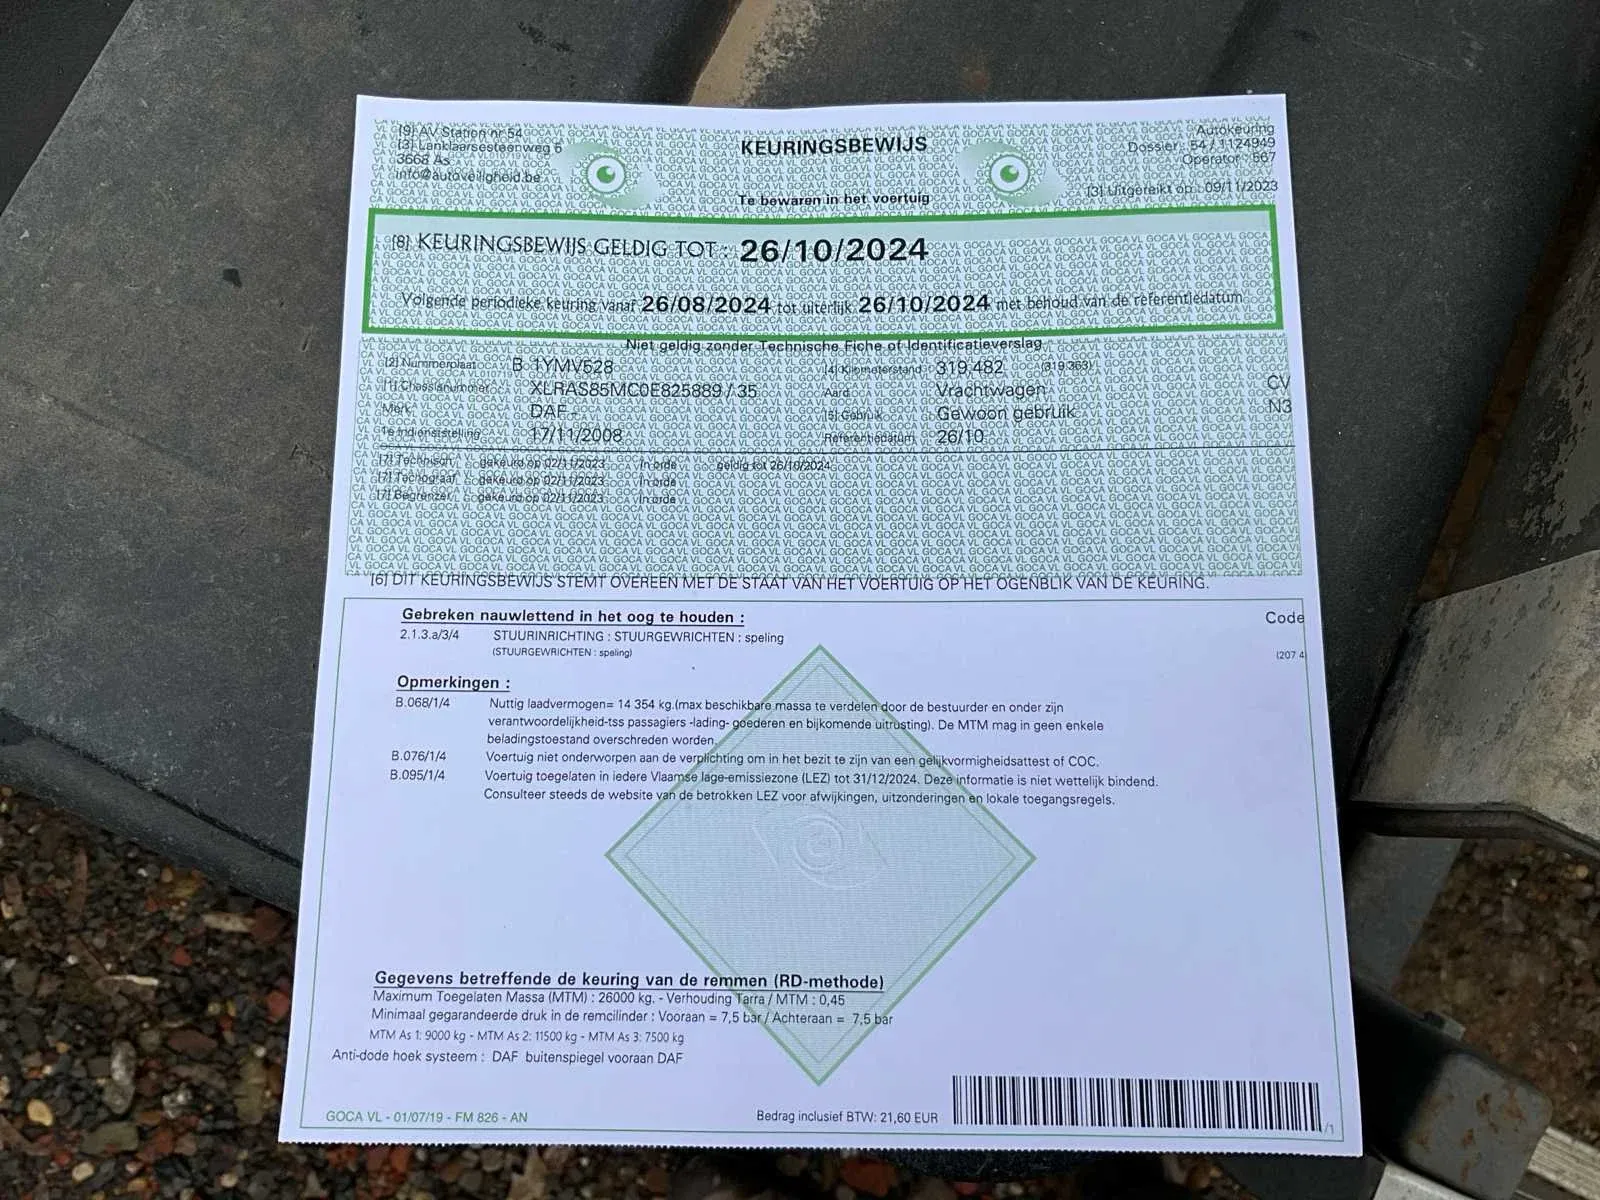 [9] AV Station nr 54
[3] Lanklaarsesteenweg 6
3668 As
info@autoveiligheid.be
KEURINGSBEWIJS
Te bewaren in het voertuig
Autokeuring
Dossier : 54 / 1124949
Operator : 567
[3] Uitgereikt op : 09/11/2023
[8] KEURINGSBEWIJS GELDIG TOT : 26/10/2024
Volgende periodieke keuring vanaf 26/08/2024 tot uiterlijk 26/10/2024 met behoud van de referentiedatum
Niet geldig zonder Technische Fiche of Identificatieverslag
[2] Nummerplaat B 1YMV528 [4] Kilometerstand : 319.482 (319.363)
[1] Chassisnummer XLRAS85MC0E825889 / 35 Aard Vrachtwagen CV
Merk DAF - [5] Gebruik Gewoon gebruik N3
1e Indienststelling 17/11/2008 Referentiedatum 26/10
[7] Technisch gekeurd op 02/11/2023 In orde geldig tot 26/10/2024
[7] Tachograaf gekeurd op 02/11/2023 In orde
[7] Begrenzer gekeurd op 02/11/2023 In orde
[6] DIT KEURINGSBEWIJS STEMT OVEREEN MET DE STAAT VAN HET VOERTUIG OP HET OGENBLIK VAN DE KEURING.
Gebreken nauwlettend in het oog te houden : Code
2.1.3.a/3/4 STUURINRICHTING : STUURGEWRICHTEN : speling
(STUURGEWRICHTEN : speling) (207.4
Opmerkingen :
B.068/1/4 Nuttig laadvermogen= 14 354 kg.(max beschikbare massa te verdelen door de bestuurder en onder zijn
verantwoordelijkheid-tss passagiers -lading- goederen en bijkomende uitrusting). De MTM mag in geen enkele
beladingstoestand overschreden worden.
B.076/1/4 Voertuig niet onderworpen aan de verplichting om in het bezit te zijn van een gelijkvormigheidsattest of COC.
B.095/1/4 Voertuig toegelaten in iedere Vlaamse lage-emissiezone (LEZ) tot 31/12/2024. Deze informatie is niet wettelijk bindend.
Consulteer steeds de website van de betrokken LEZ voor afwijkingen, uitzonderingen en lokale toegangsregels.
Gegevens betreffende de keuring van de remmen (RD-methode)
Maximum Toegelaten Massa (MTM) : 26000 kg. - Verhouding Tarra / MTM : 0,45
Minimaal gegarandeerde druk in de remcilinder : Vooraan = 7,5 bar / Achteraan = 7,5 bar
MTM As 1: 9000 kg - MTM As 2: 11500 kg - MTM As 3: 7500 kg
Anti-dode hoek systeem : DAF buitenspiegel vooraan DAF
GOCA VL - 01/07/19 - FM 826 - AN
Bedrag inclusief BTW: 21,60 EUR
/1